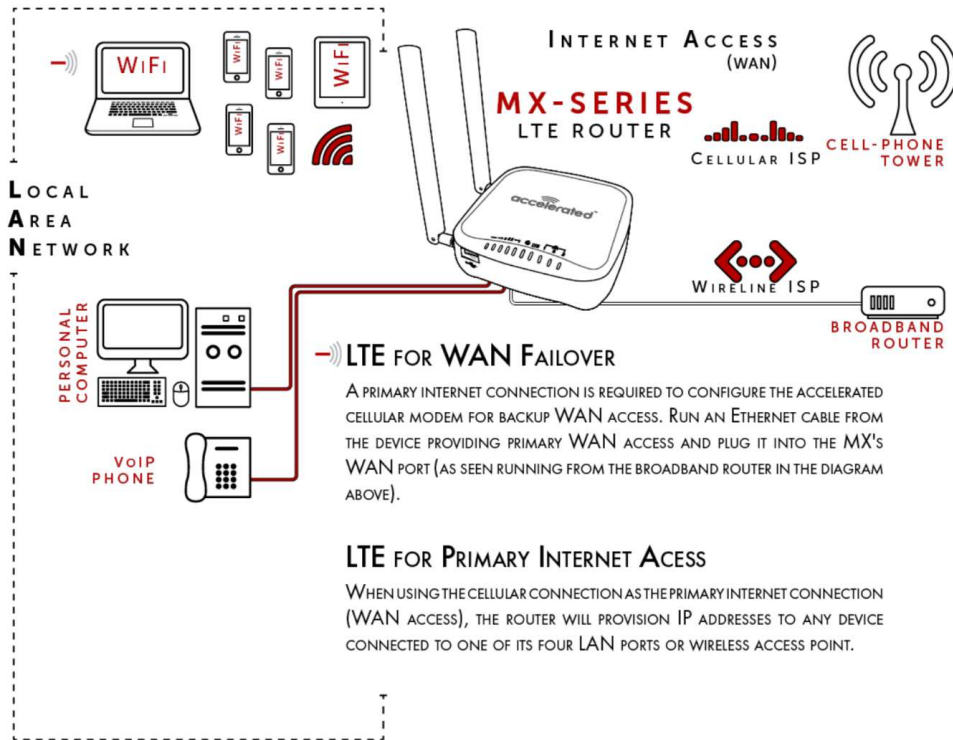 WiFi
WiFi
WiFi
WiFi
WiFi
WiFi
INTERNET ACCESS
(WAN)
MX-SERIES
LTE ROUTER
CELLULAR ISP
CELL-PHONE
TOWER
accelerated
LOCAL
AREA
NETWORK
WIRELINE ISP
BROADBAND
ROUTER
PERSONAL
COMPUTER
VoIP
PHONE
LTE FOR WAN FAILOVER
A PRIMARY INTERNET CONNECTION IS REQUIRED TO CONFIGURE THE ACCELERATED
CELLULAR MODEM FOR BACKUP WAN ACCESS. RUN AN ETHERNET CABLE FROM
THE DEVICE PROVIDING PRIMARY WAN ACCESS AND PLUG IT INTO THE MX'S
WAN PORT (AS SEEN RUNNING FROM THE BROADBAND ROUTER IN THE DIAGRAM
ABOVE).
LTE FOR PRIMARY INTERNET ACESS
WHEN USING THE CELLULAR CONNECTION AS THE PRIMARY INTERNET CONNECTION
(WAN ACCESS), THE ROUTER WILL PROVISION IP ADDRESSES TO ANY DEVICE
CONNECTED TO ONE OF ITS FOUR LAN PORTS OR WIRELESS ACCESS POINT.